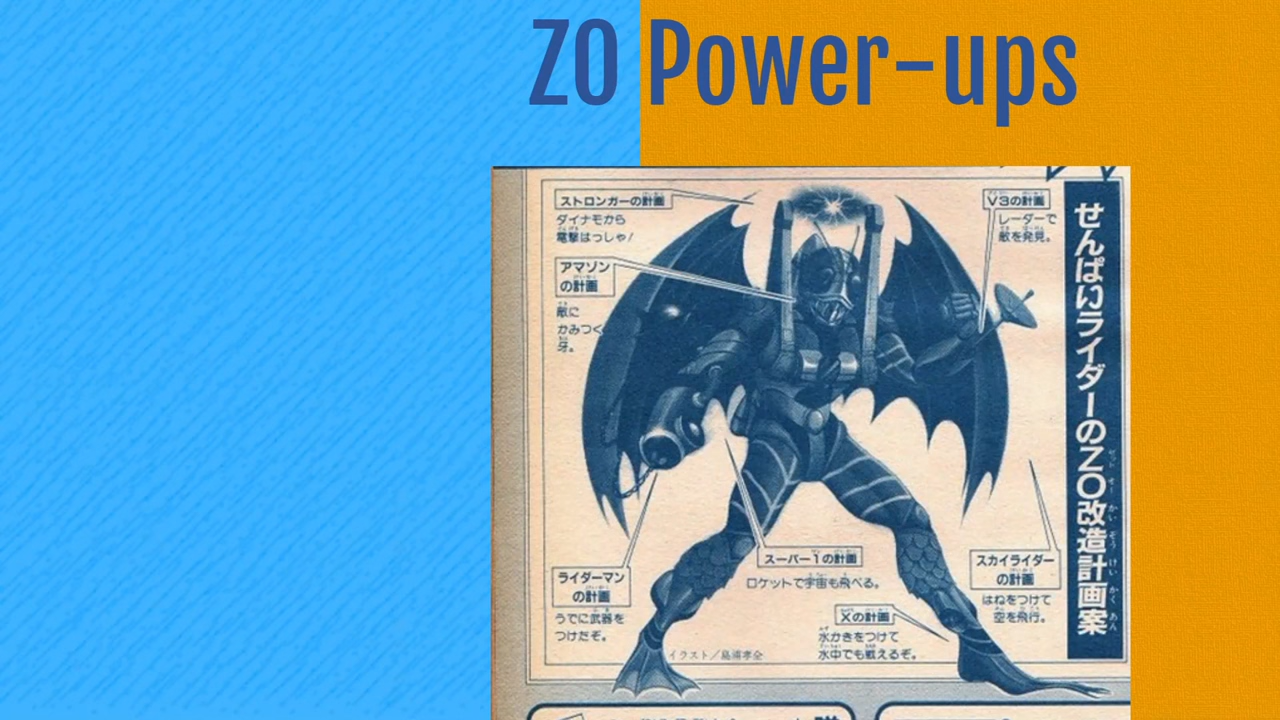 ZO Power-ups
ストロンガーの計画
ダイナモから
電撃はっしゃ!
アマゾン
の計画
敵に
かみつく
牙。
V3の計画
レーダーで
敵を発見。
せんぱいライダーのZO改造計画案
スーパー1の計画
ロケットで宇宙も飛べる。
ライダーマン
の計画
うでに武器を
つけたぞ。
スカイライダー
の計画
はねをつけて
空を飛行。
Xの計画
水かきをつけて
水中でも戦えるぞ。